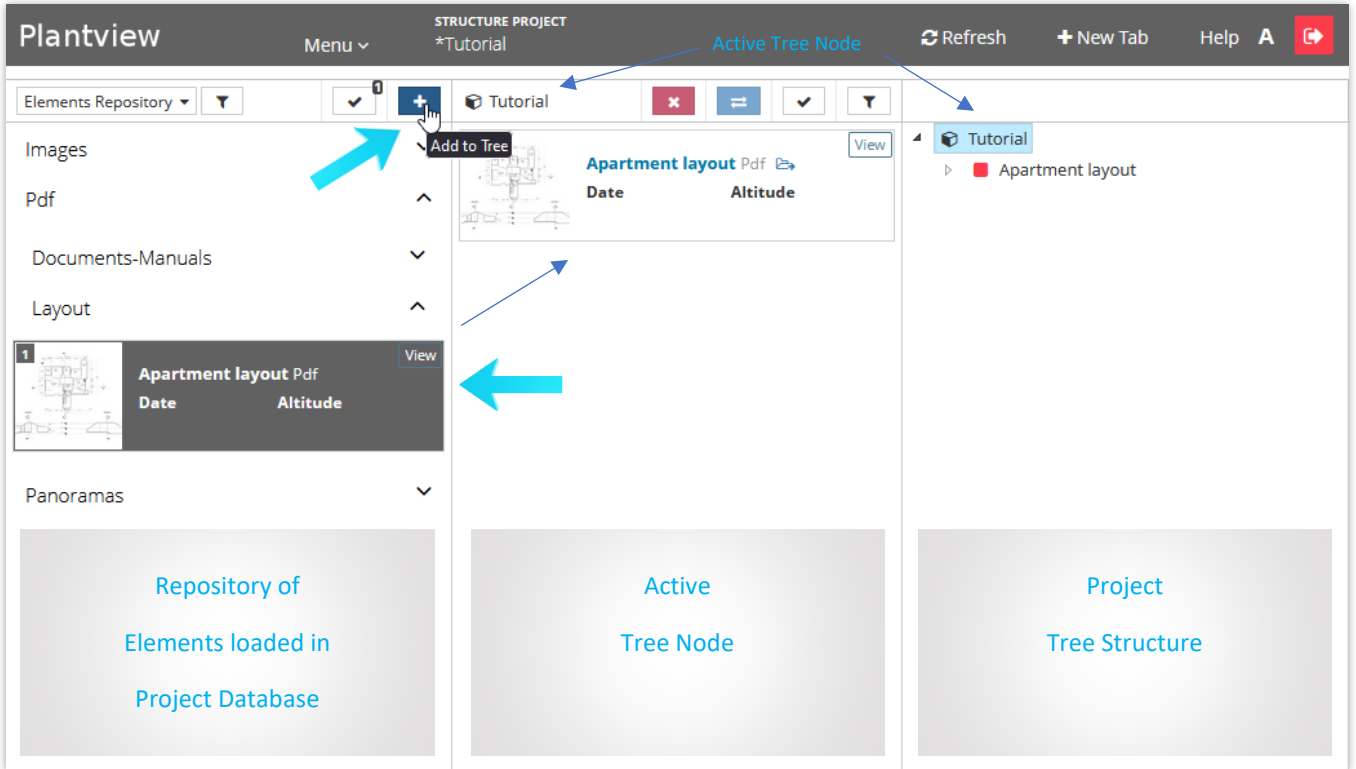 Plantview
Menu
STRUCTURE PROJECT
*Tutorial
Active Tree Node
Refresh
New Tab
Help
A
Elements Repository
1
Add to Tree
Images
Pdf
Documents-Manuals
Layout
1
View
Apartment layout Pdf
Date Altitude
Panoramas
Repository of
Elements loaded in
Project Database
Tutorial
View
Apartment layout Pdf
Date Altitude
Active
Tree Node
Tutorial
Apartment layout
Project
Tree Structure